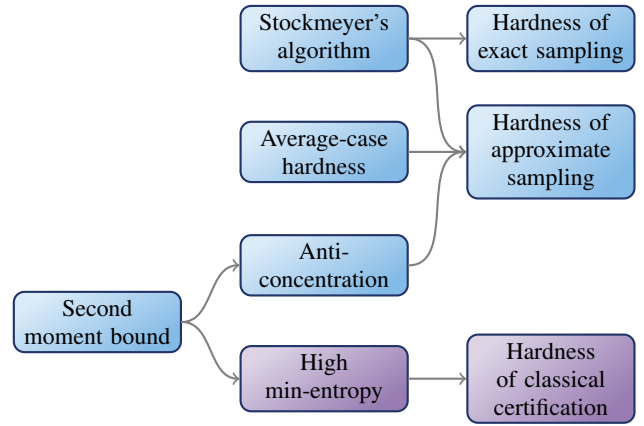 Stockmeyer's
algorithm
Hardness of
exact sampling
Average-case
hardness
Hardness of
approximate
sampling
Anti-
concentration
Second
moment bound
High
min-entropy
Hardness
of classical
certification